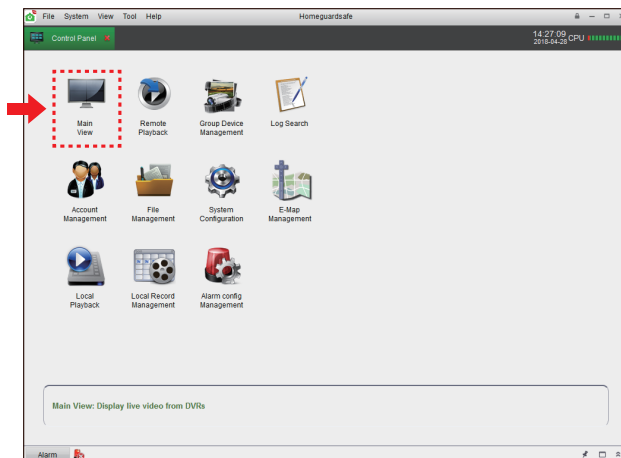 File System View Tool Help Homeguardsafe
Control Panel
14:27:09
2018-04-28 CPU
Main
View
Remote
Playback
Group Device
Management
Log Search
Account
Management
File
Management
System
Configuration
E-Map
Management
Local
Playback
Local Record
Management
Alarm config
Management
Main View: Display live video from DVRs
Alarm